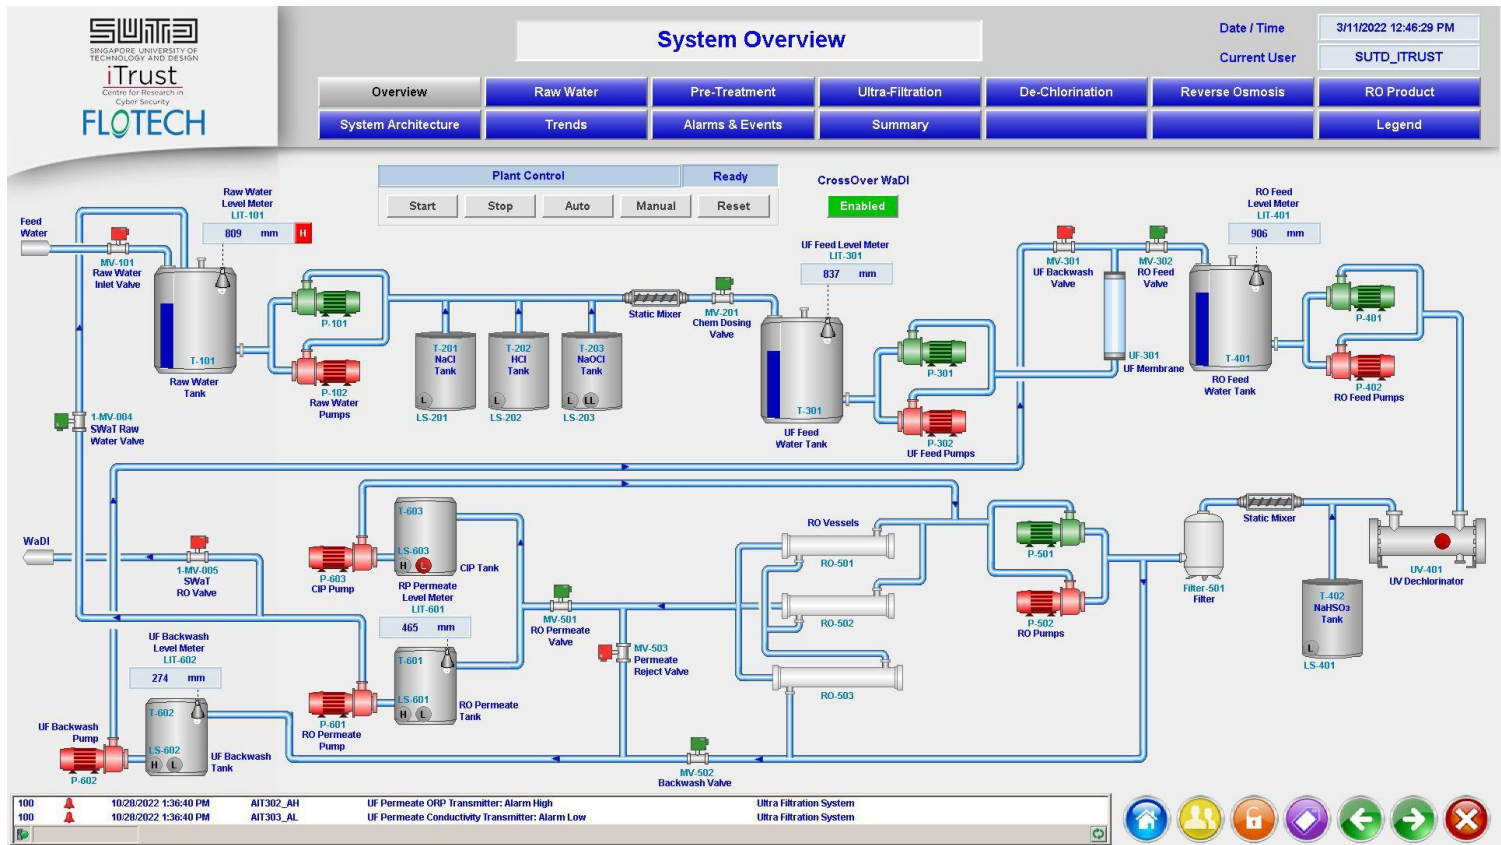 SUTD
SINGAPORE UNIVERSITY OF
TECHNOLOGY AND DESIGN
iTrust
Centre for Research in
Cyber Security
FLOTECH
System Overview
Date / Time
3/11/2022 12:46:29 PM
Current User
SUTD_ITRUST
Overview
Raw Water
Pre-Treatment
Ultra-Filtration
De-Chlorination
Reverse Osmosis
RO Product
System Architecture
Trends
Alarms & Events
Summary
Legend
Plant Control
Ready
Start
Stop
Auto
Manual
Reset
CrossOver WaDI
Enabled
Feed
Water
MV-101
Raw Water
Inlet Valve
Raw Water
Level Meter
LIT-101
809 mm
H
T-101
Raw Water
Tank
P-101
P-102
Raw Water
Pumps
T-201
NaCl
Tank
L
LS-201
T-202
HCl
Tank
L
LS-202
T-203
NaOCl
Tank
L
LL
LS-203
Static Mixer
MV-201
Chem Dosing
Valve
UF Feed Level Meter
LIT-301
837 mm
T-301
UF Feed
Water Tank
P-301
P-302
UF Feed Pumps
MV-301
UF Backwash
Valve
MV-302
RO Feed
Valve
UF-301
UF Membrane
RO Feed
Level Meter
LIT-401
906 mm
T-401
RO Feed
Water Tank
P-401
P-402
RO Feed Pumps
1-MV-004
SWaT Raw
Water Valve
WaDI
1-MV-005
SWaT
RO Valve
T-603
LS-603
H
L
CIP Tank
P-603
CIP Pump
RP Permeate
Level Meter
LIT-601
465 mm
T-601
LS-601
H
L
RO Permeate
Tank
P-601
RO Permeate
Pump
UF Backwash
Level Meter
LIT-602
274 mm
T-602
LS-602
H
L
UF Backwash
Tank
UF Backwash
Pump
P-602
MV-501
RO Permeate
Valve
MV-503
Permeate
Reject Valve
MV-502
Backwash Valve
RO Vessels
RO-501
RO-502
RO-503
P-501
P-502
RO Pumps
Filter-501
Filter
Static Mixer
T-402
NaHSO3
Tank
L
LS-401
UV-401
UV Dechlorinator
100 10/28/2022 1:36:40 PM AIT302_AH UF Permeate ORP Transmitter: Alarm High Ultra Filtration System
100 10/28/2022 1:36:40 PM AIT303_AL UF Permeate Conductivity Transmitter: Alarm Low Ultra Filtration System